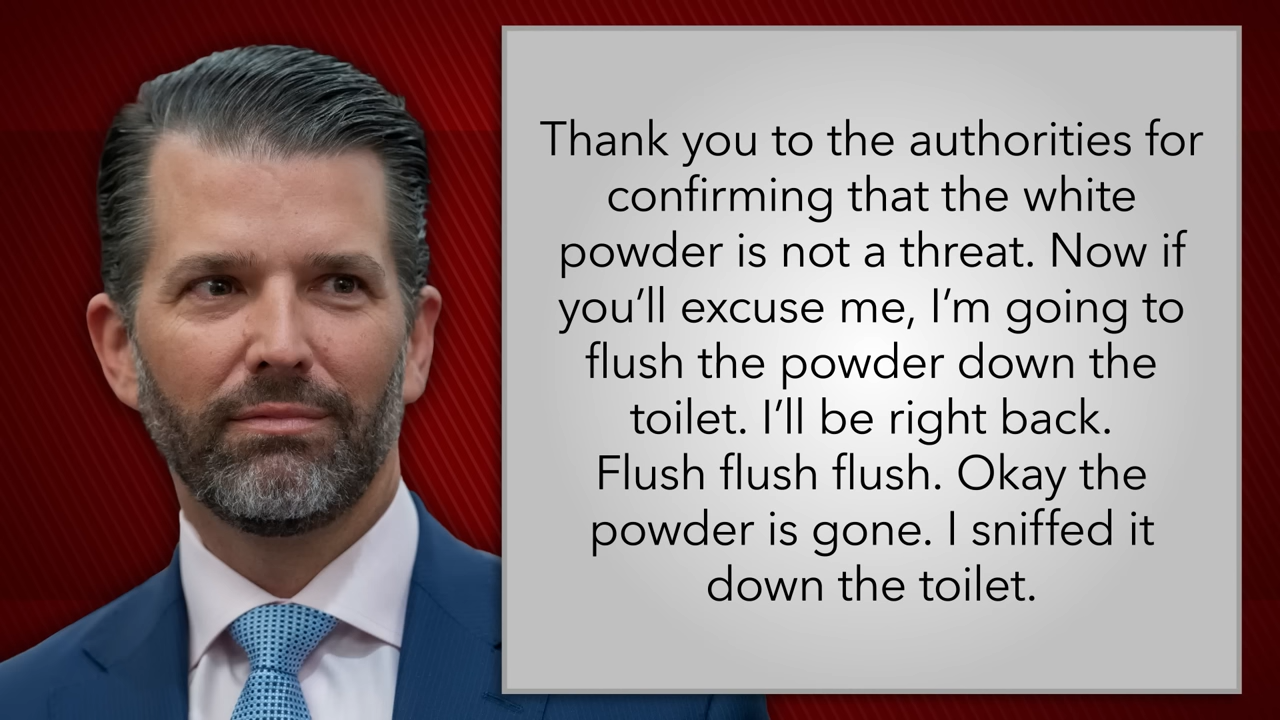 Thank you to the authorities for
confirming that the white
powder is not a threat. Now if
you’ll excuse me, I’m going to
flush the powder down the
toilet. I’ll be right back.
Flush flush flush. Okay the
powder is gone. I sniffed it
down the toilet.